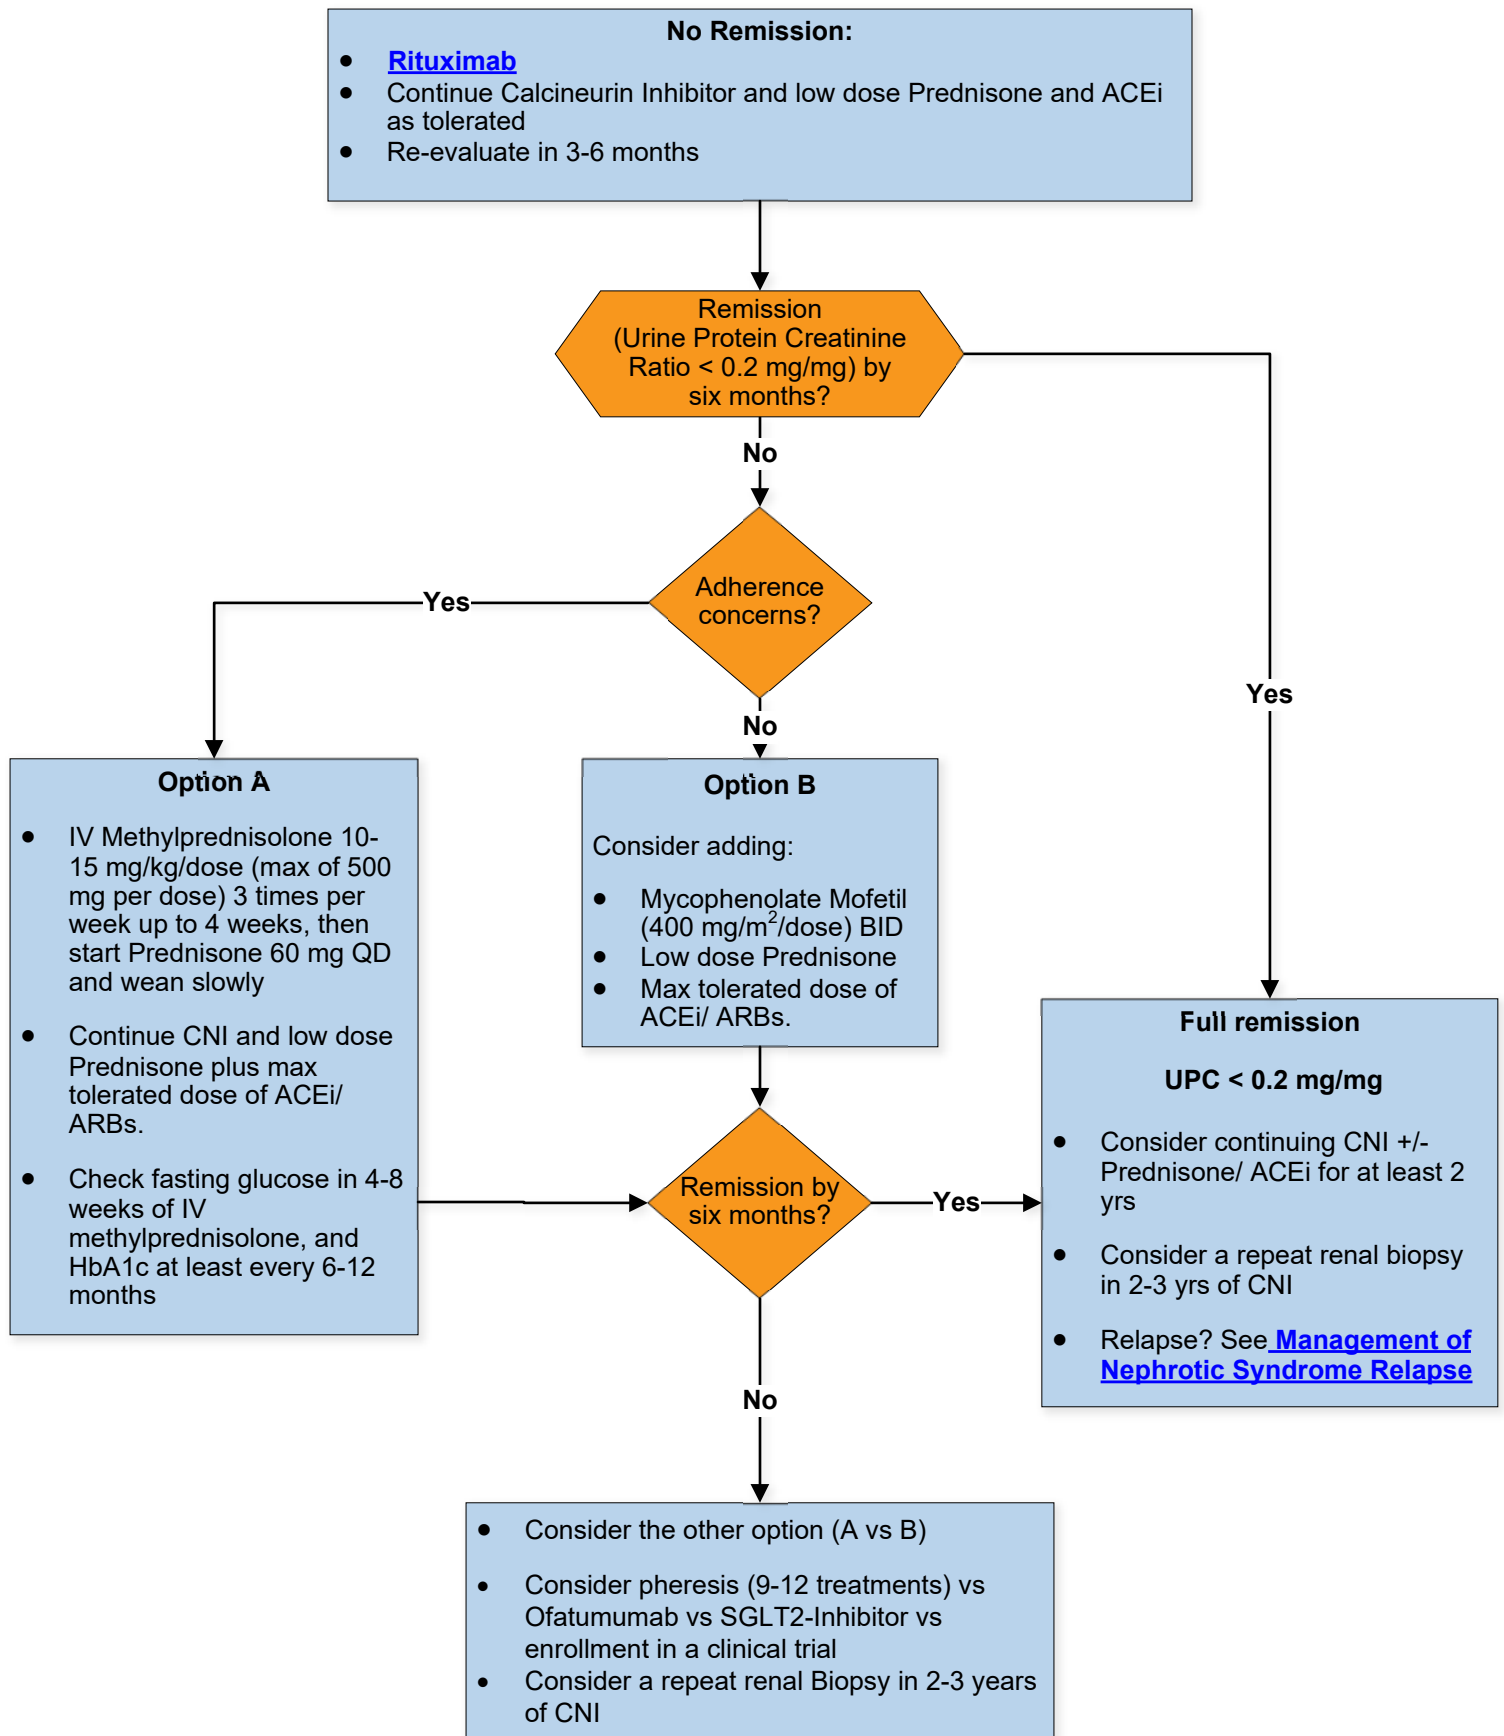 No Remission:
● Rituximab
● Continue Calcineurin Inhibitor and low dose Prednisone and ACEi
as tolerated
● Re-evaluate in 3-6 months
Remission
(Urine Protein Creatinine
Ratio < 0.2 mg/mg) by
six months?
No
Adherence
concerns?
Yes
No
Yes
Option A
● IV Methylprednisolone 10-
15 mg/kg/dose (max of 500
mg per dose) 3 times per
week up to 4 weeks, then
start Prednisone 60 mg QD
and wean slowly
● Continue CNI and low dose
Prednisone plus max
tolerated dose of ACEi/
ARBs.
● Check fasting glucose in 4-8
weeks of IV
methylprednisolone, and
HbA1c at least every 6-12
months
Option B
Consider adding:
● Mycophenolate Mofetil
(400 mg/m²/dose) BID
● Low dose Prednisone
● Max tolerated dose of
ACEi/ ARBs.
Remission by
six months?
Yes
No
Full remission
UPC < 0.2 mg/mg
● Consider continuing CNI +/-
Prednisone/ ACEi for at least 2
yrs
● Consider a repeat renal biopsy
in 2-3 yrs of CNI
● Relapse? See Management of
Nephrotic Syndrome Relapse
● Consider the other option (A vs B)
● Consider pheresis (9-12 treatments) vs
Ofatumumab vs SGLT2-Inhibitor vs
enrollment in a clinical trial
● Consider a repeat renal Biopsy in 2-3 years
of CNI